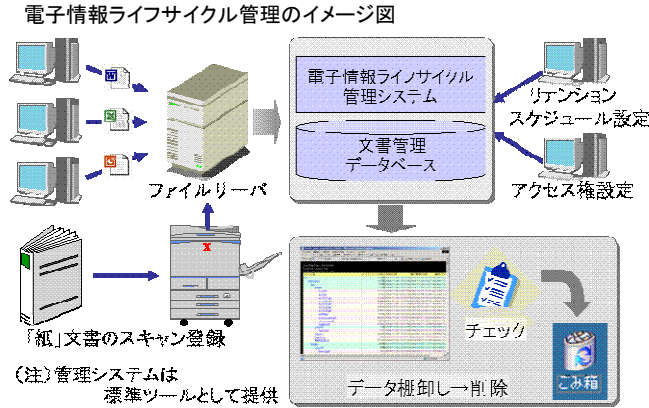 電子情報ライフサイクル管理のイメージ図
電子情報ライフサイクル
管理システム
文書管理
データベース
リテンション
スケジュール設定
アクセス権設定
ファイルサーバ
「紙」文書のスキャン登録
チェック
ごみ箱
データ棚卸し→削除
(注)管理システムは
標準ツールとして提供